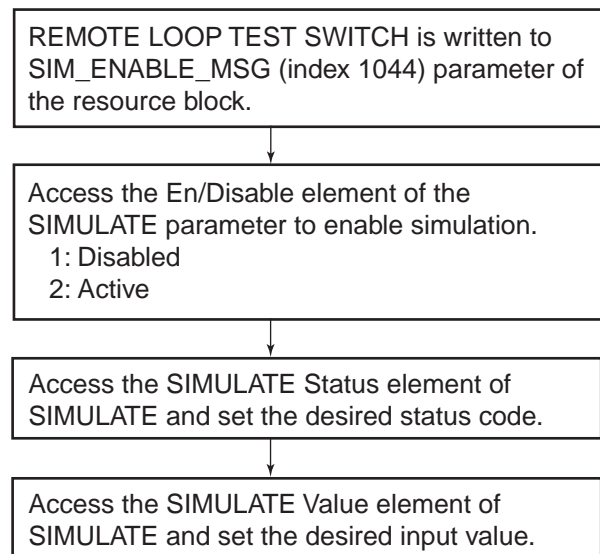 REMOTE LOOP TEST SWITCH is written to
SIM_ENABLE_MSG (index 1044) parameter of
the resource block.
Access the En/Disable element of the
SIMULATE parameter to enable simulation.
1: Disabled
2: Active
Access the SIMULATE Status element of
SIMULATE and set the desired status code.
Access the SIMULATE Value element of
SIMULATE and set the desired input value.